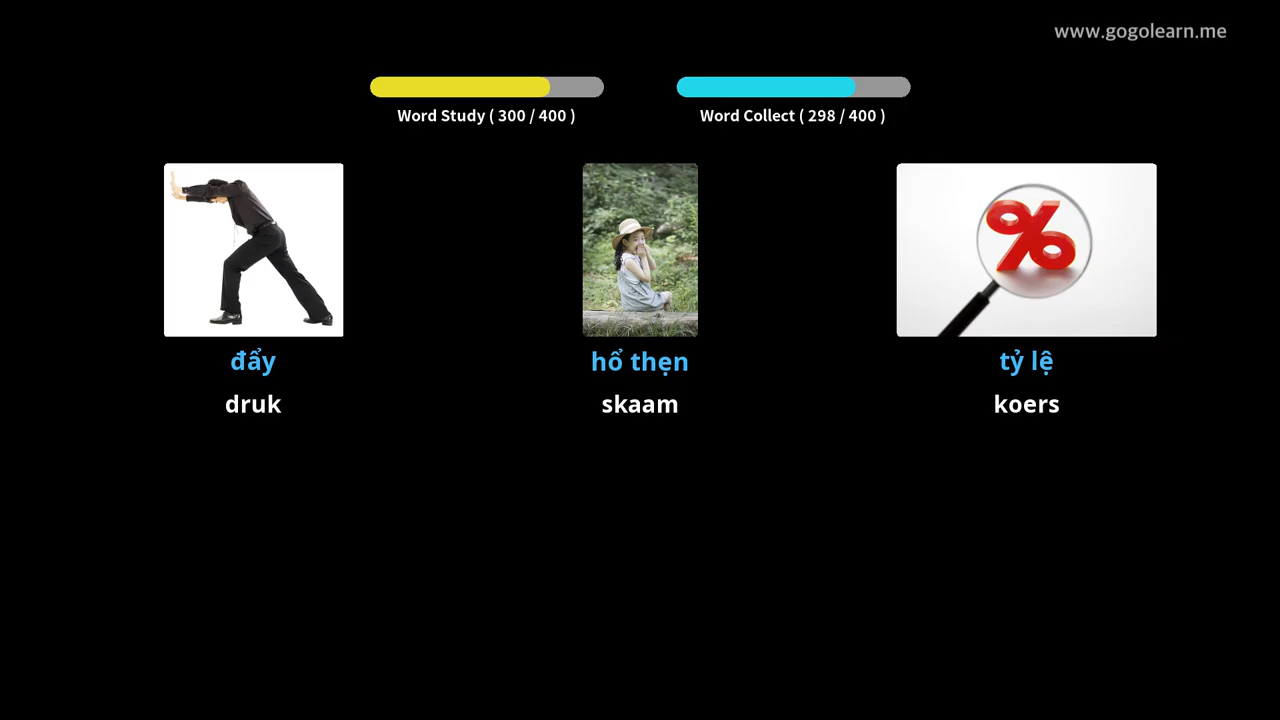 www.gogolearn.me
Word Study ( 300 / 400 )
Word Collect ( 298 / 400 )
đẩy
hổ thẹn
tỷ lệ
druk
skaam
koers
%